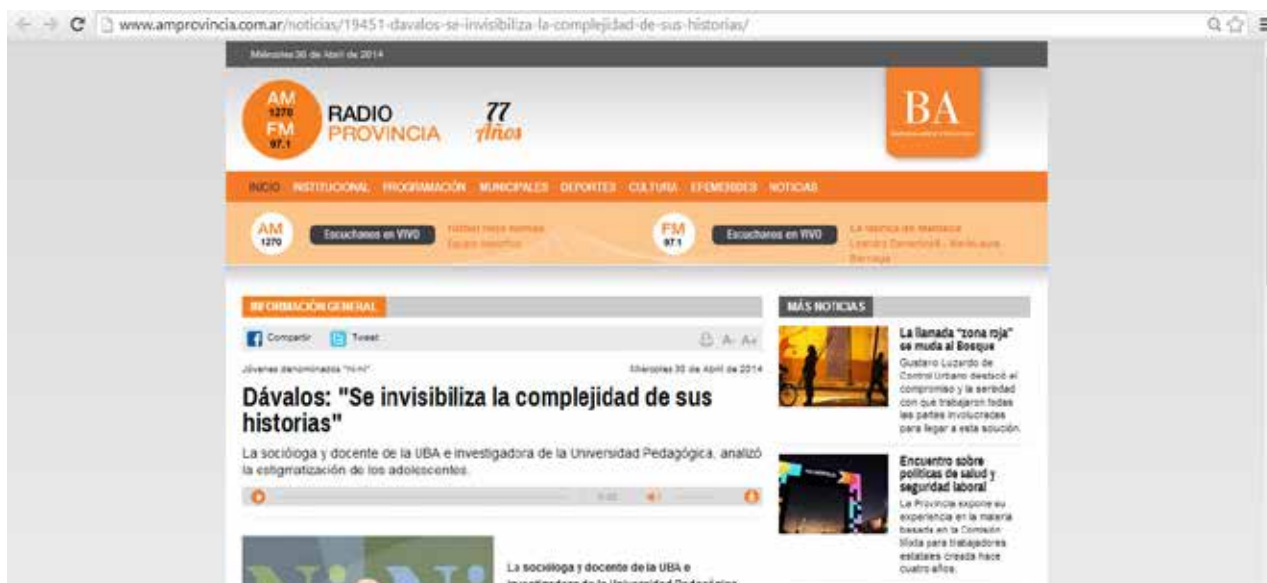 www.amprovincia.com.ar/noticias/19451-davalos-se-invisibiliza-la-complejidad-de-sus-historias/
Miércoles 30 de Abril de 2014
AM
1270
FM
97.1
RADIO
PROVINCIA
77
Años
BA
INICIO INSTITUCIONAL PROGRAMACIÓN MUNICIPALES DEPORTES CULTURA EFEMERIDES NOTICIAS
AM
1270
Escuchanos en VIVO
FM
97.1
Escuchanos en VIVO
INFORMACIÓN GENERAL
Compartir Tweet
A- A+
Jóvenes denominados "ni-ni"
Miércoles 30 de Abril de 2014
Dávalos: "Se invisibiliza la complejidad de sus
historias"
La socióloga y docente de la UBA e investigadora de la Universidad Pedagógica, analizó
la estigmatización de los adolescentes.
La socióloga y docente de la UBA e
investigadora de la Universidad Pedagógica
MÁS NOTICIAS
La llamada "zona roja"
se muda al Bosque
Gustavo Luzardo de
Control Urbano destacó el
compromiso y la seriedad
con que trabajaron todas
las partes involucradas
para llegar a esta solución.
Encuentro sobre
políticas de salud y
seguridad laboral
La Provincia expone su
experiencia en la materia
basada en la Comisión
Mixta para trabajadores
estatales creada hace
cuatro años.